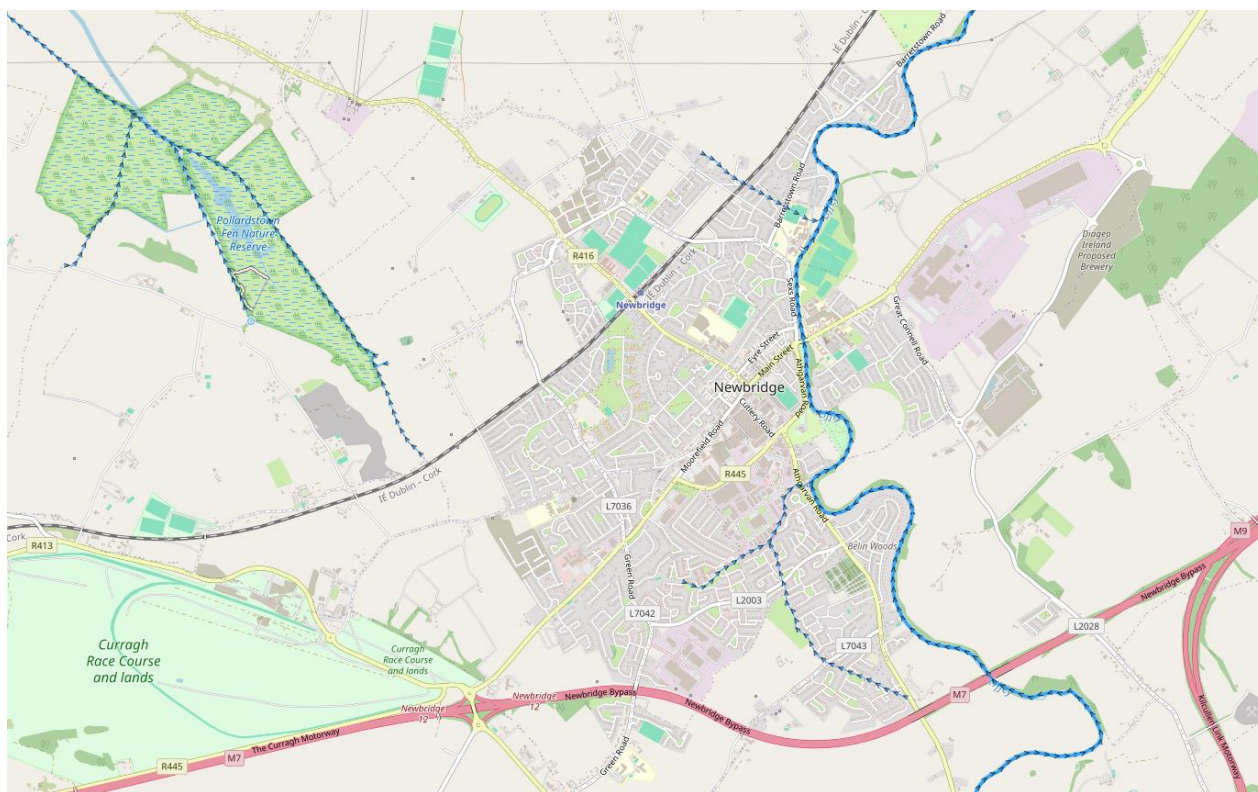 IÉ Dublin – Cork
Barretstown Road
R416
Newbridge
IÉ Dublin – Cork
Barretstown Road
Liffey
Sexs Road
Pollardstown
Fen Nature
Reserve
Diageo
Ireland
Proposed
Brewery
Great Connell Road
Eyre Street
Main Street
Athgarvan Road
Newbridge
Cutlery Road
Liffey
Moorefield Road
R445
IÉ Dublin – Cork
L7036
Athgarvan Road
Belin Woods
Cork
R413
Green Road
L2003
L7042
L7043
M9
Newbridge Bypass
L2028
Curragh
Race Course
and lands
Curragh
Race Course
and lands
Newbridge
12
Newbridge
12
Newbridge Bypass
Newbridge Bypass
M7
Liffey
Kilcullen Link Motorway
The Curragh Motorway
M7
R445
Green Road